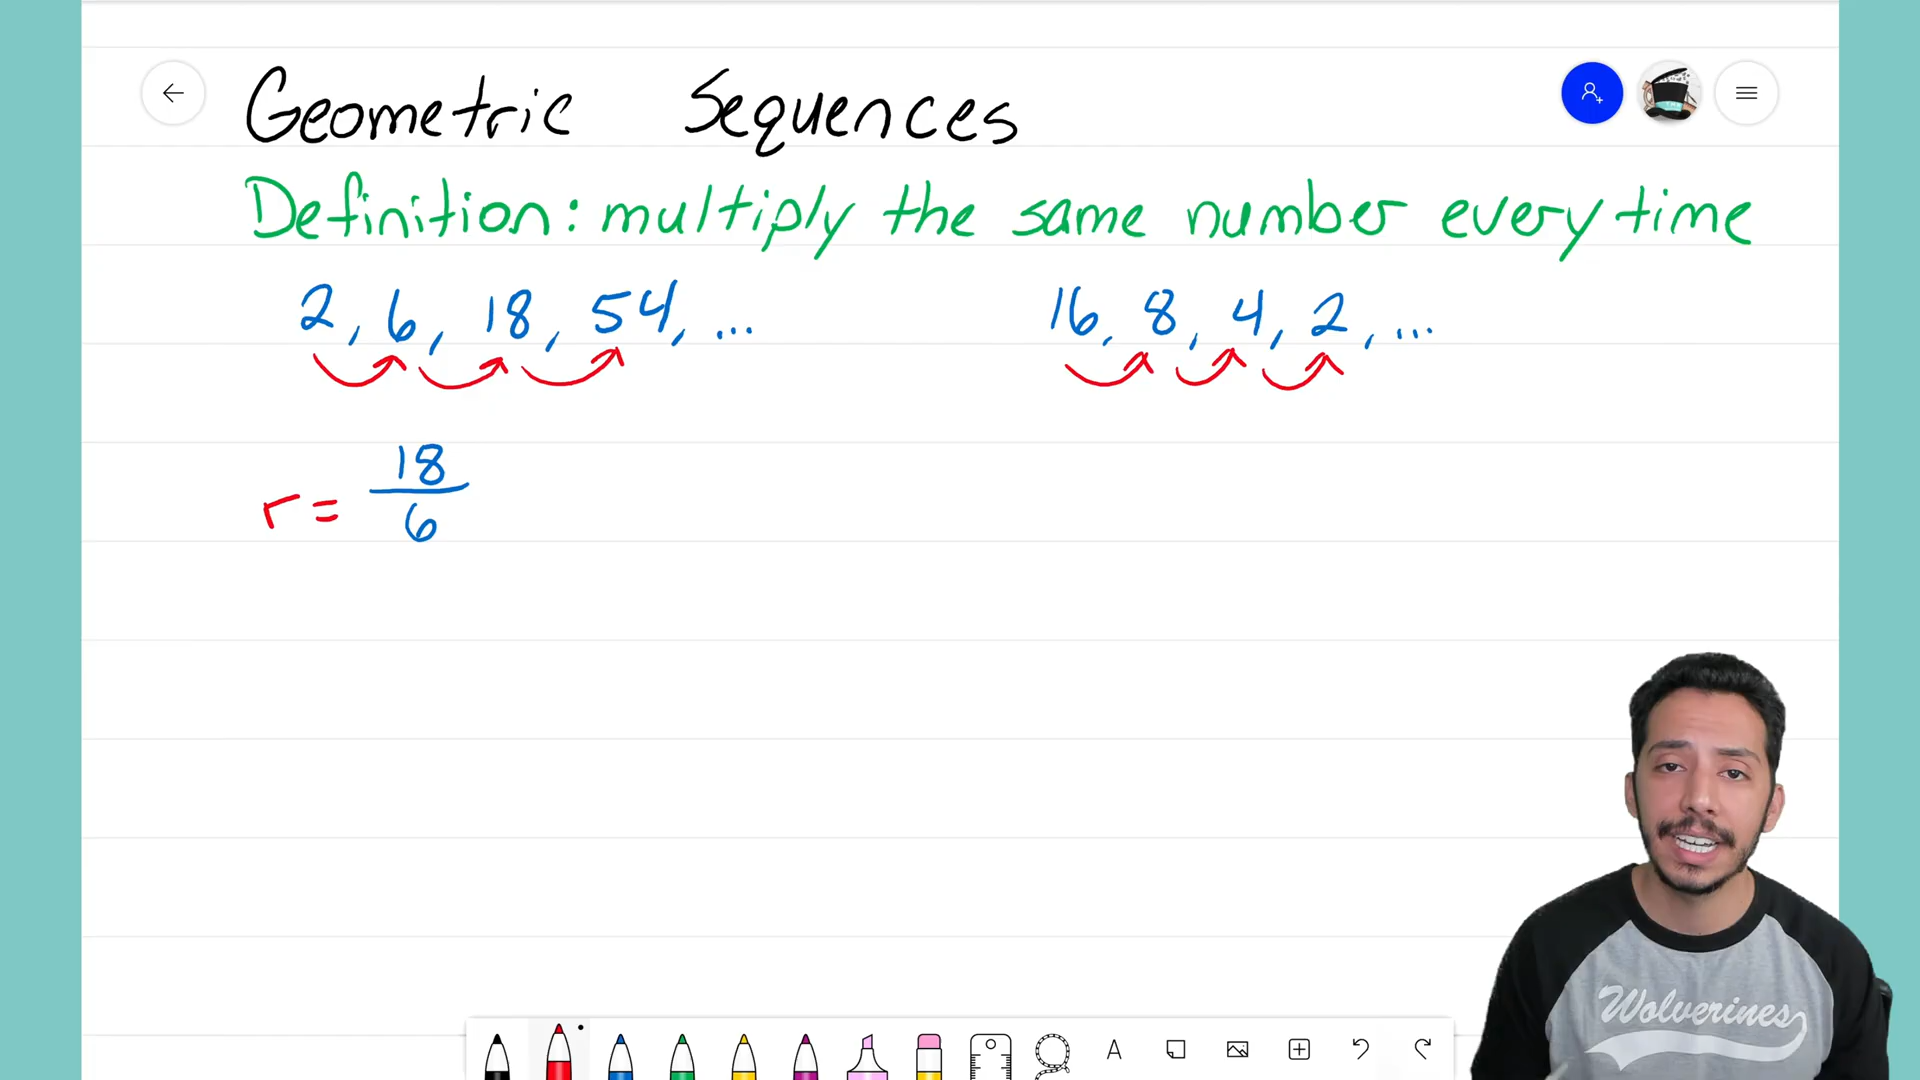 Geometric Sequences
Definition: multiply the same number every time
2, 6, 18, 54, ...
16, 8, 4, 2, ...
r = 18/6
A
Wolverines